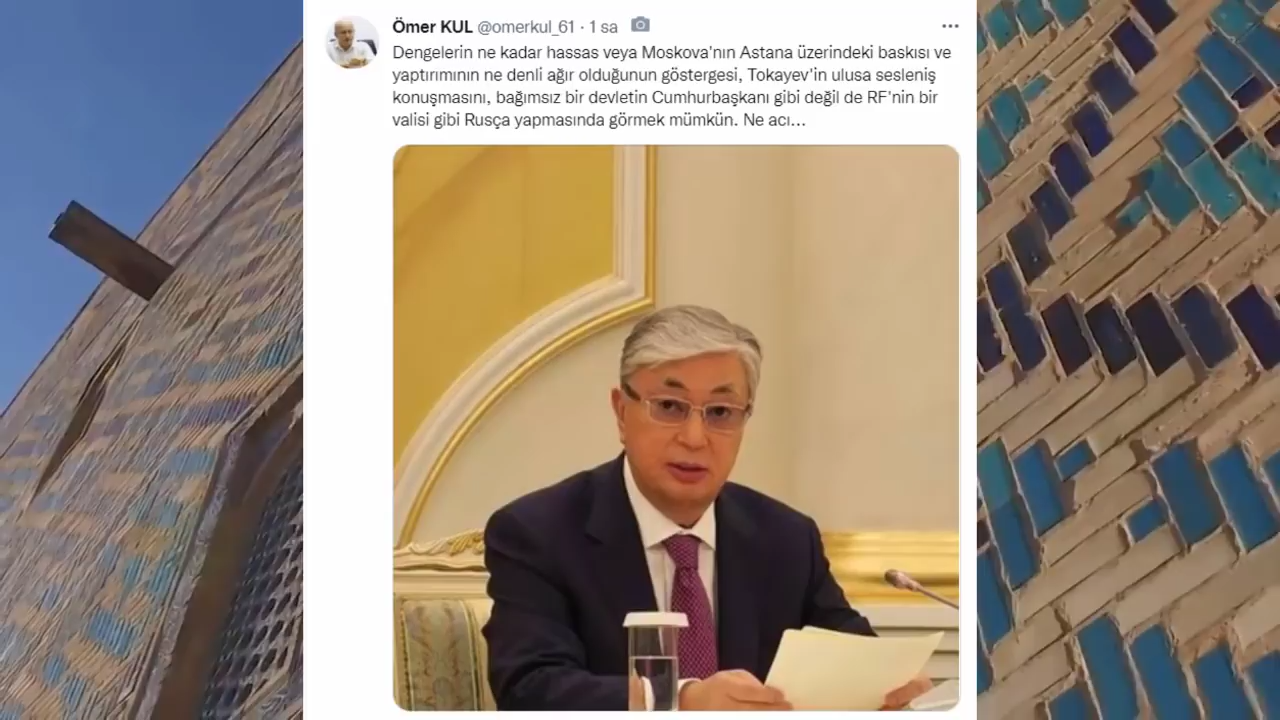 Ömer KUL @omerkul_61 · 1 sa
Dengelerin ne kadar hassas veya Moskova'nın Astana üzerindeki baskısı ve
yaptırımının ne denli ağır olduğunun göstergesi, Tokayev'in ulusa sesleniş
konuşmasını, bağımsız bir devletin Cumhurbaşkanı gibi değil de RF'nin bir
valisi gibi Rusça yapmasında görmek mümkün. Ne acı...